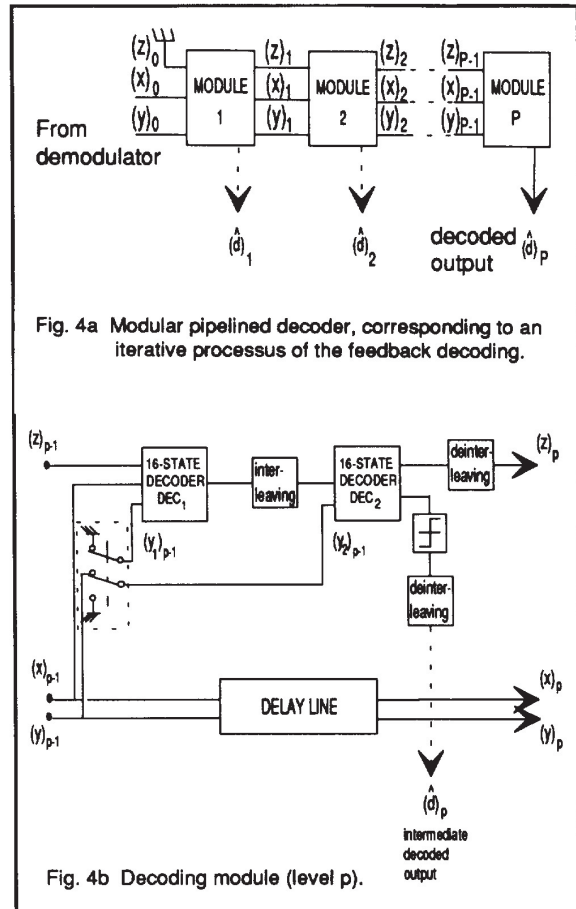 (z)0 (z)1 (z)2 (z)P-1
(x)0 (x)1 (x)2 (x)P-1
(y)0 (y)1 (y)2 (y)P-1
MODULE
1
MODULE
2
MODULE
P
From
demodulator
(d̂)1
(d̂)2
decoded
output
(d̂)P
Fig. 4a Modular pipelined decoder, corresponding to an
iterative processus of the feedback decoding.
(z)p-1
16-STATE
DECODER
DEC1
inter-
leaving
16-STATE
DECODER
DEC2
deinter-
leaving
(z)p
(y1)p-1
(y2)p-1
deinter-
leaving
(x)p-1
(y)p-1
DELAY LINE
(x)p
(y)p
(d̂)p
intermediate
decoded
output
Fig. 4b Decoding module (level p).